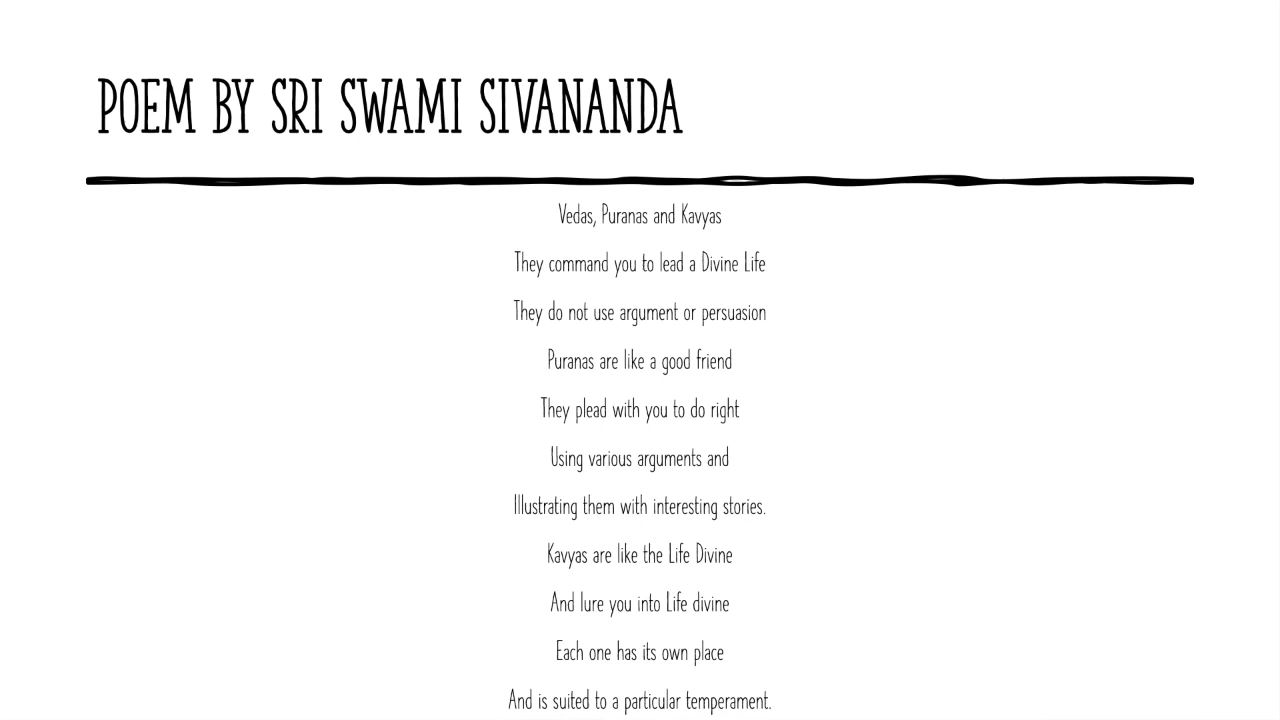 POEM BY SRI SWAMI SIVANANDA
Vedas, Puranas and Kavyas
They command you to lead a Divine Life
They do not use argument or persuasion
Puranas are like a good friend
They plead with you to do right
Using various arguments and
Illustrating them with interesting stories.
Kavyas are like the Life Divine
And lure you into Life divine
Each one has its own place
And is suited to a particular temperament.